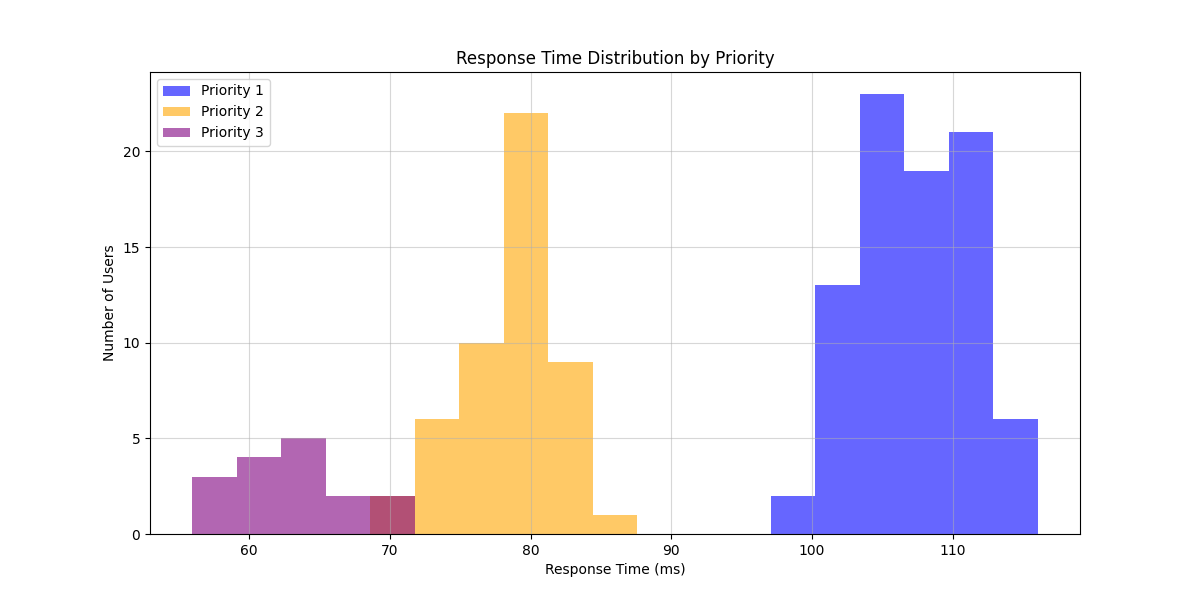 Response Time Distribution by Priority
Priority 1
Priority 2
Priority 3
Number of Users
20
15
10
5
0
60 70 80 90 100 110
Response Time (ms)